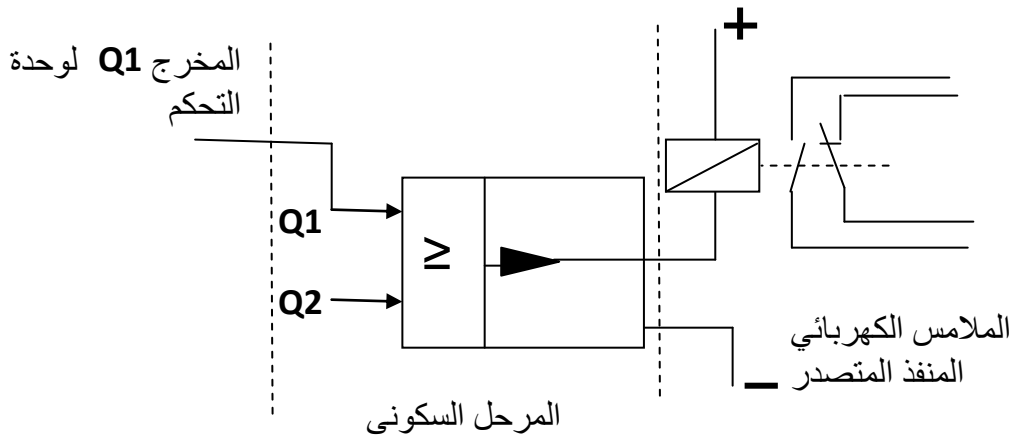 المخرج Q1 لوحدة
التحكم
+
Q1
≥
Q2
الملامس الكهربائي
المنفذ المتصدر
−
المرحل السكوني